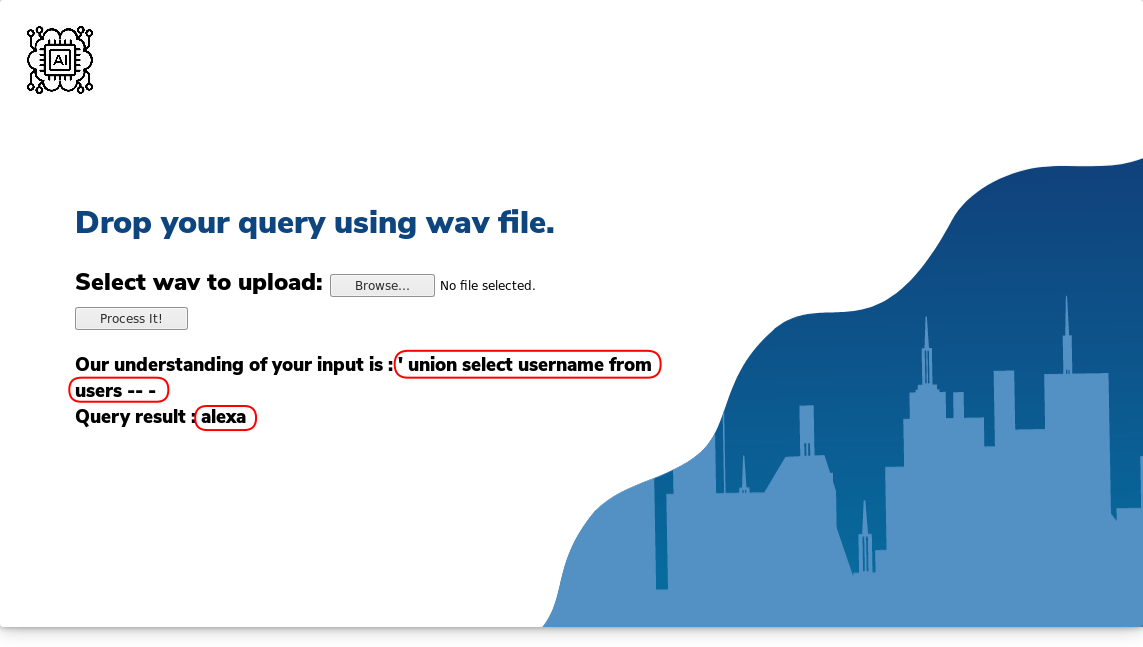 AI
Drop your query using wav file.
Select wav to upload: Browse... No file selected.
Process It!
Our understanding of your input is : ' union select username from
users -- -
Query result : alexa